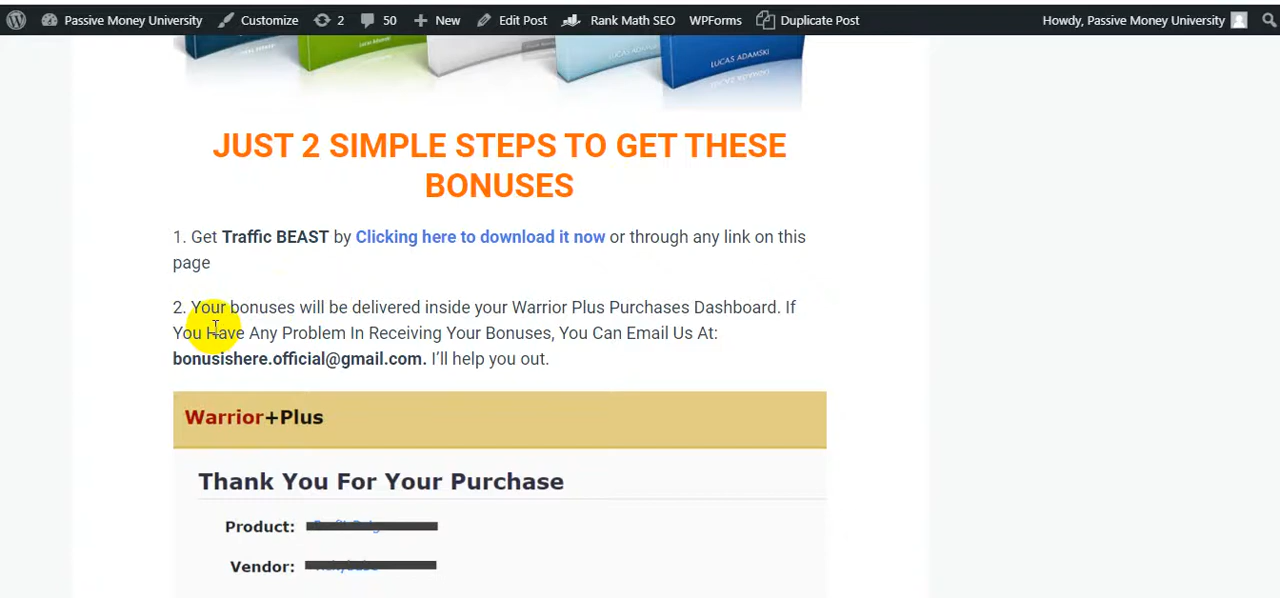 Passive Money University Customize 2 50 New Edit Post Rank Math SEO WPForms Duplicate Post Howdy, Passive Money University
LUCAS ADAMSKI
JUST 2 SIMPLE STEPS TO GET THESE
BONUSES
1. Get Traffic BEAST by Clicking here to download it now or through any link on this
page
2. Your bonuses will be delivered inside your Warrior Plus Purchases Dashboard. If
You Have Any Problem In Receiving Your Bonuses, You Can Email Us At:
bonusishere.official@gmail.com. I’ll help you out.
Warrior+Plus
Thank You For Your Purchase
Product:
Vendor: